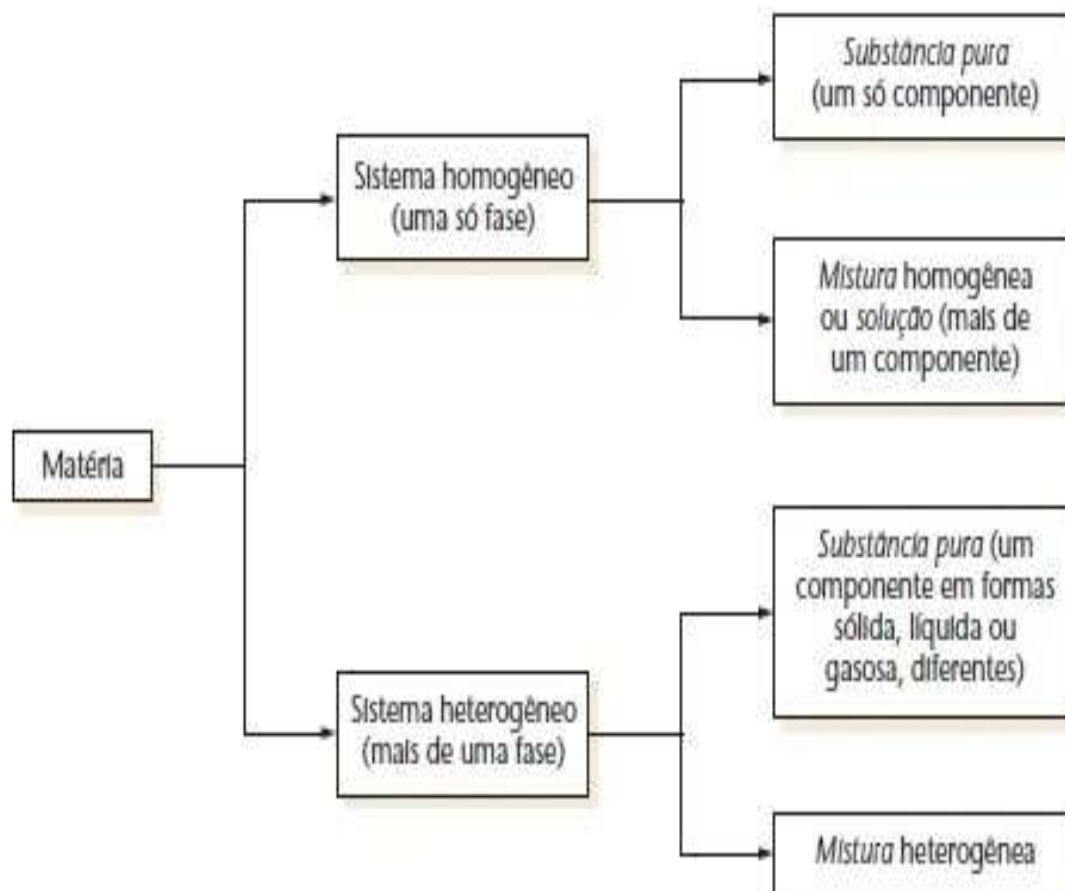 Matéria
Sistema homogêneo
(uma só fase)
Substância pura
(um só componente)
Mistura homogênea
ou solução (mais de
um componente)
Sistema heterogêneo
(mais de uma fase)
Substância pura (um
componente em formas
sólida, líquida ou
gasosa, diferentes)
Mistura heterogênea